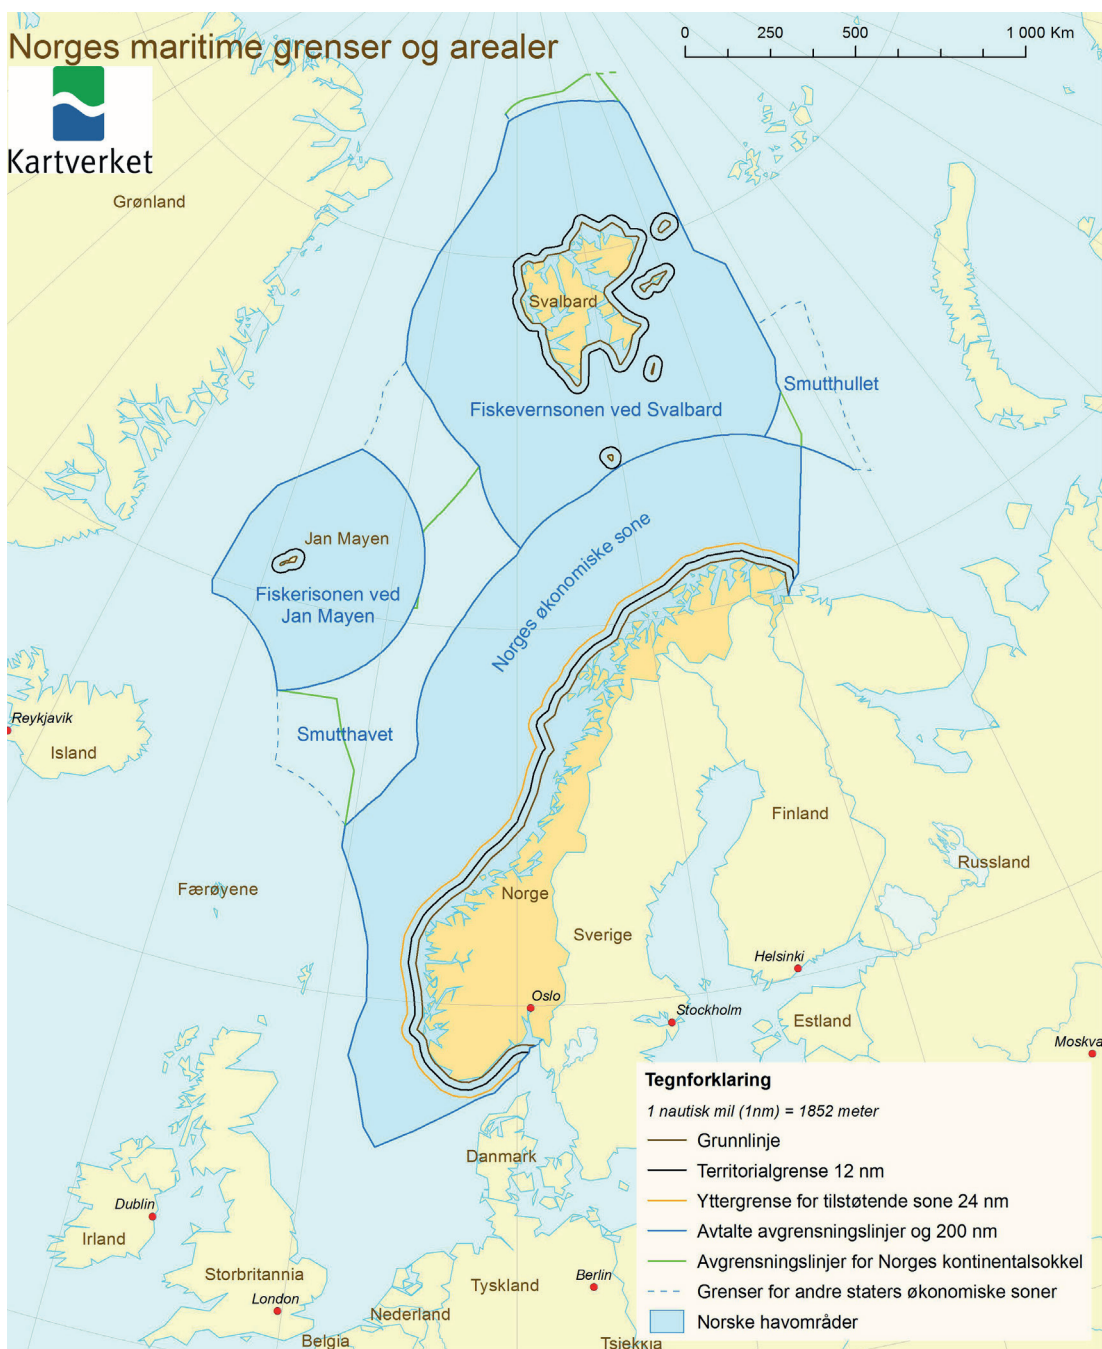 Norges maritime grenser og arealer
0 250 500 1 000 Km
Kartverket
Grønland
Svalbard
Smutthullet
Fiskevernsonen ved Svalbard
Jan Mayen
Fiskerisonen ved
Jan Mayen
Norges økonomiske sone
Reykjavik
Island
Smutthavet
Finland
Russland
Færøyene
Norge
Sverige
Helsinki
Oslo
Stockholm
Estland
Moskva
Danmark
Dublin
Irland
Storbritannia
London
Tyskland
Berlin
Nederland
Belgia
Tsjekkia
Tegnforklaring
1 nautisk mil (1nm) = 1852 meter
Grunnlinje
Territorialgrense 12 nm
Yttergrense for tilstøtende sone 24 nm
Avtalte avgrensningslinjer og 200 nm
Avgrensningslinjer for Norges kontinentalsokkel
Grenser for andre staters økonomiske soner
Norske havområder